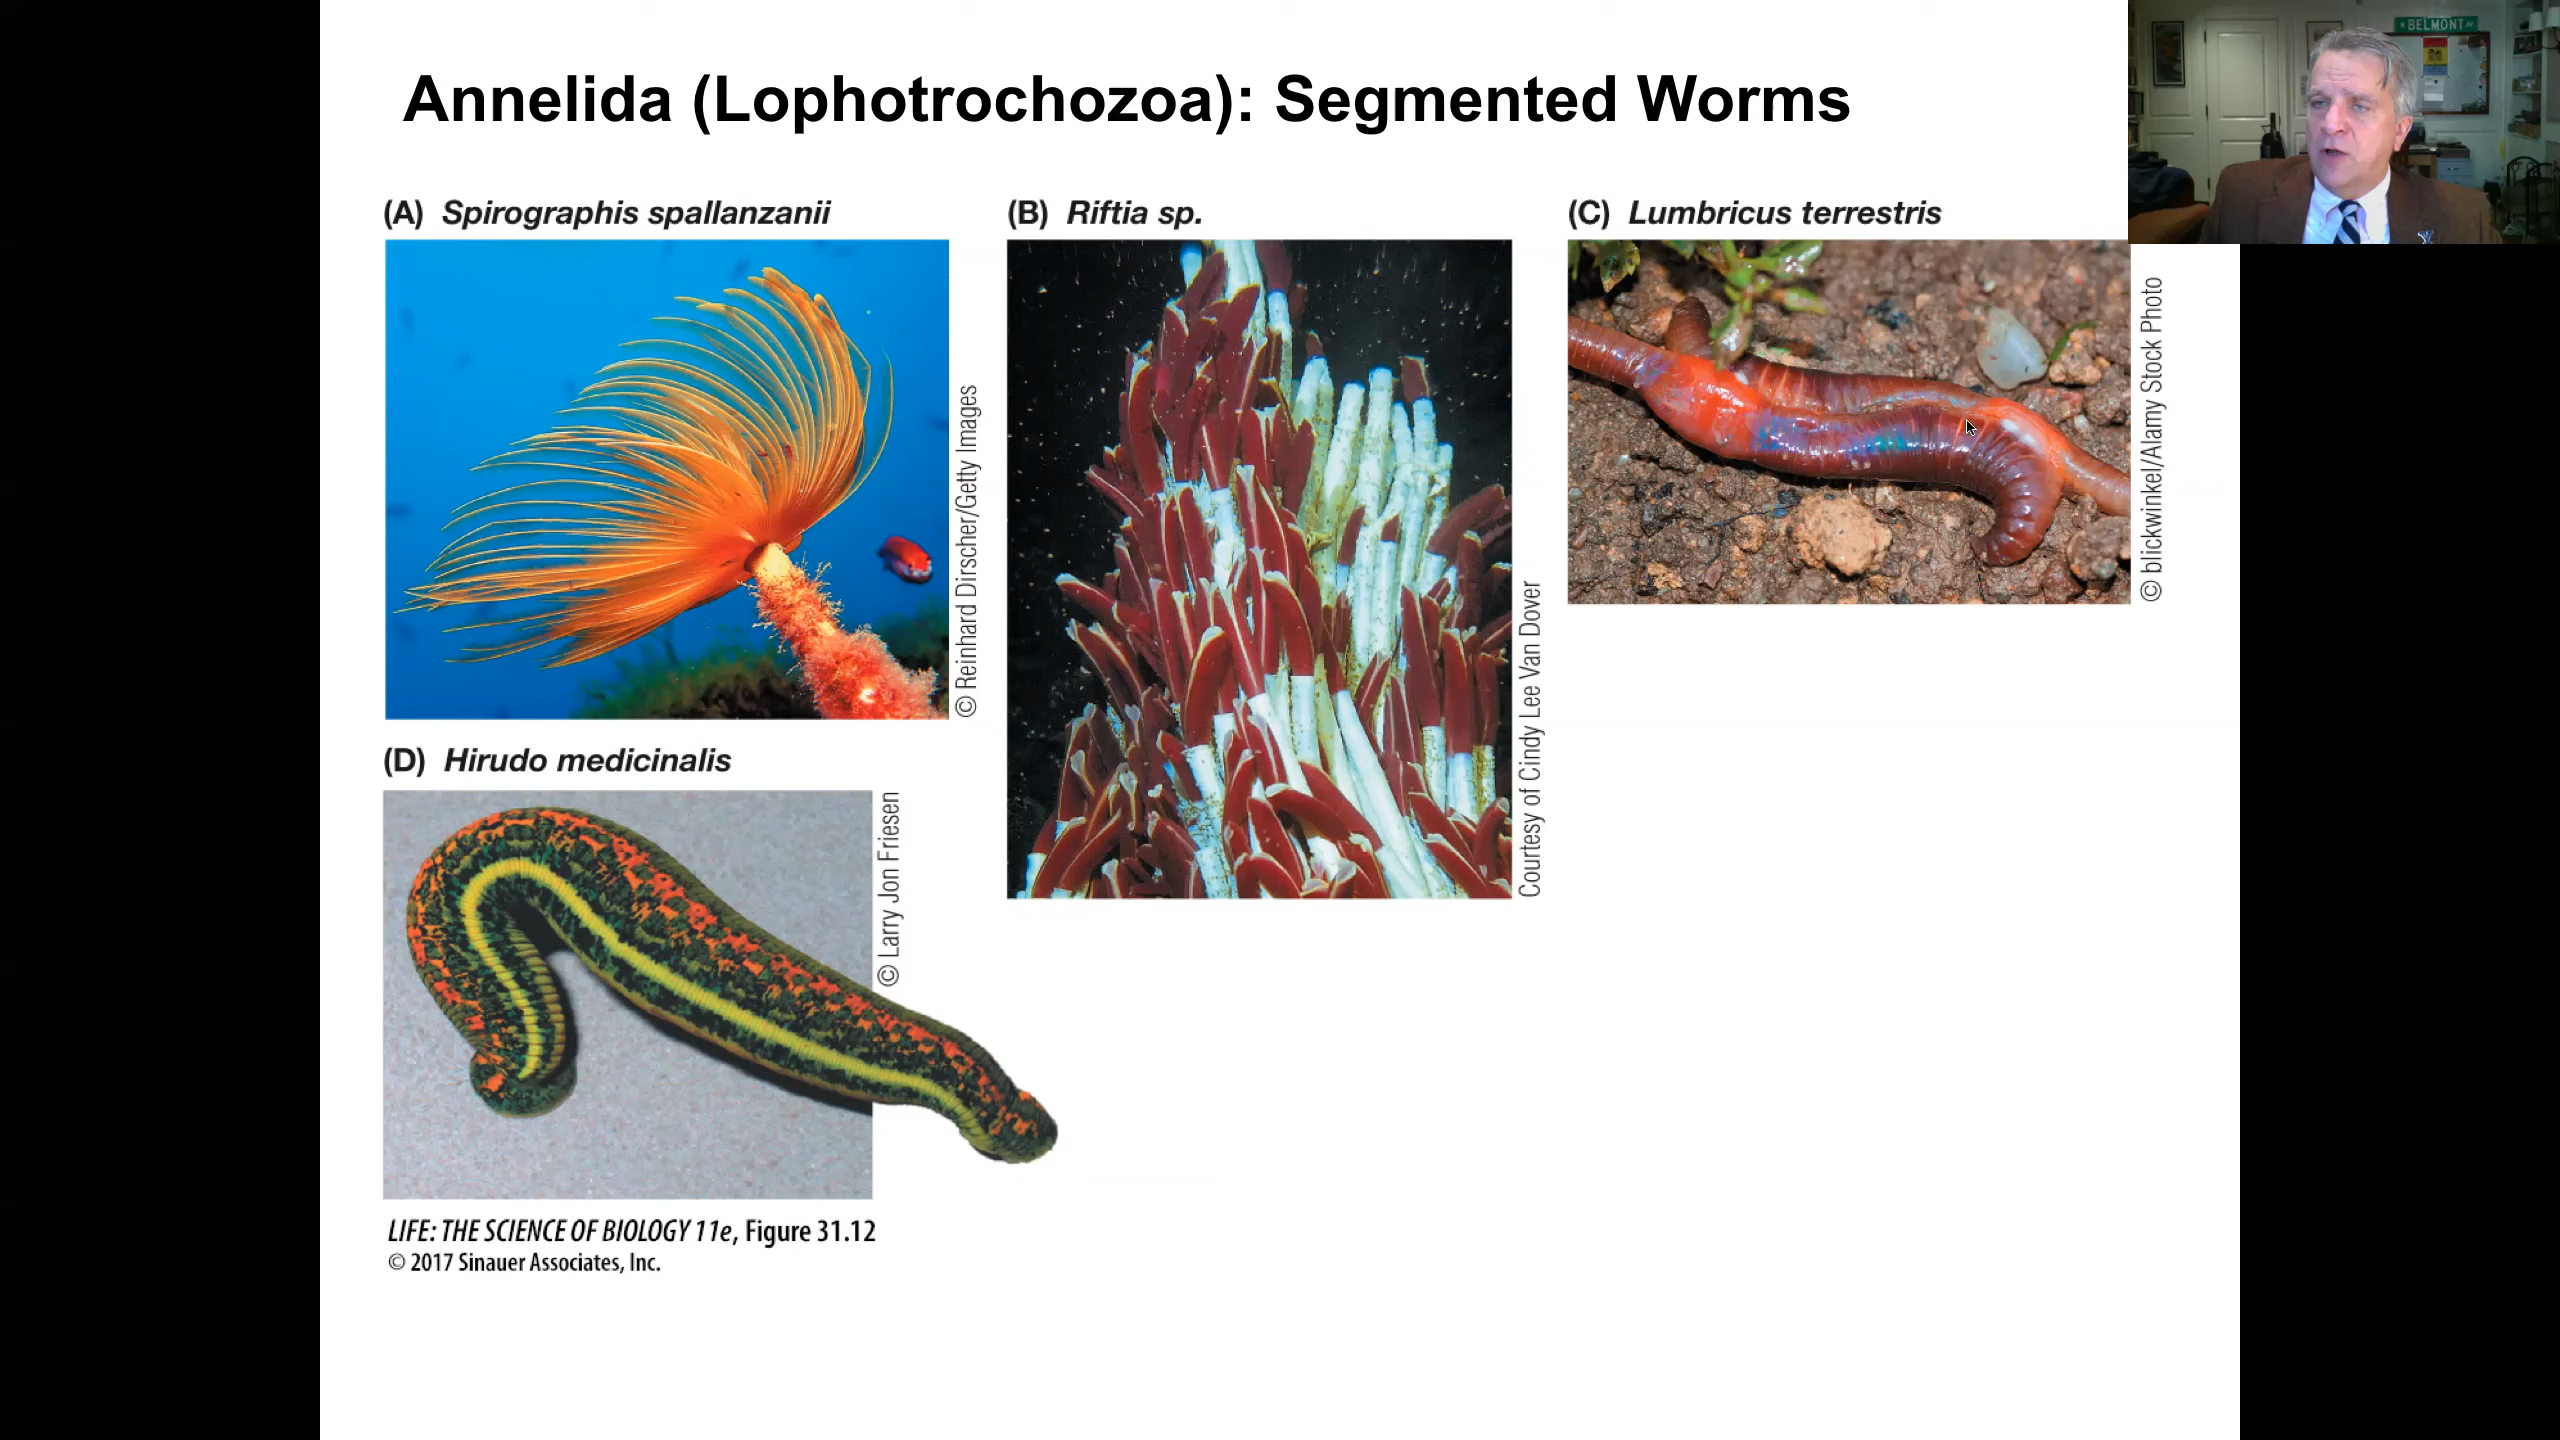 Annelida (Lophotrochozoa): Segmented Worms
BELMONT AV
(A) Spirographis spallanzanii
© Reinhard Dirscher/Getty Images
(B) Riftia sp.
Courtesy of Cindy Lee Van Dover
(C) Lumbricus terrestris
© blickwinkel/Alamy Stock Photo
(D) Hirudo medicinalis
© Larry Jon Friesen
LIFE: THE SCIENCE OF BIOLOGY 11e, Figure 31.12
© 2017 Sinauer Associates, Inc.